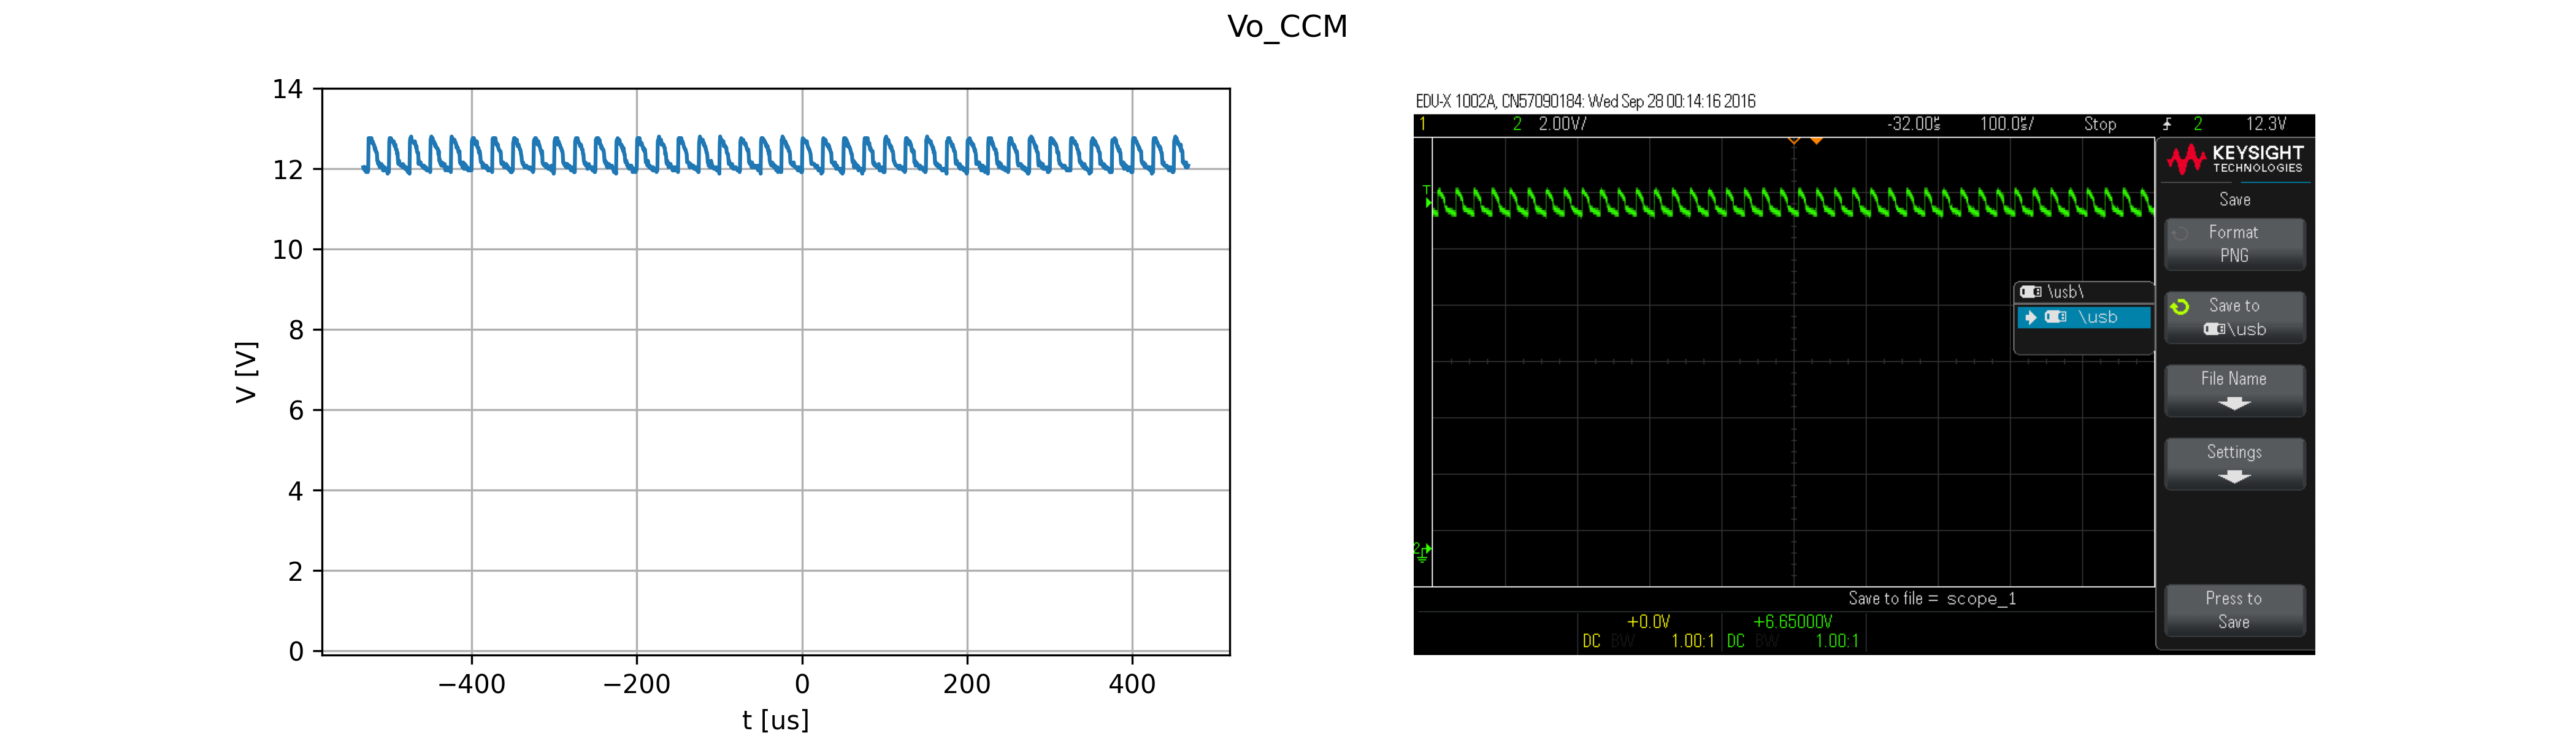 Vo_CCM
14
12
10
8
6
4
2
0
V [V]
−400
−200
0
200
400
t [us]
EDU-X 1002A, CN57090184: Wed Sep 28 00:14:16 2016
1 2 2.00V/ -32.00s 100.0s/ Stop 2 12.3V
KEYSIGHT
TECHNOLOGIES
Save
Format
PNG
Save to
\usb
File Name
Settings
Press to
Save
T
2
\usb\
\usb
Save to file = scope_1
+0.0V
DC BW 1.00:1
+6.65000V
DC BW 1.00:1